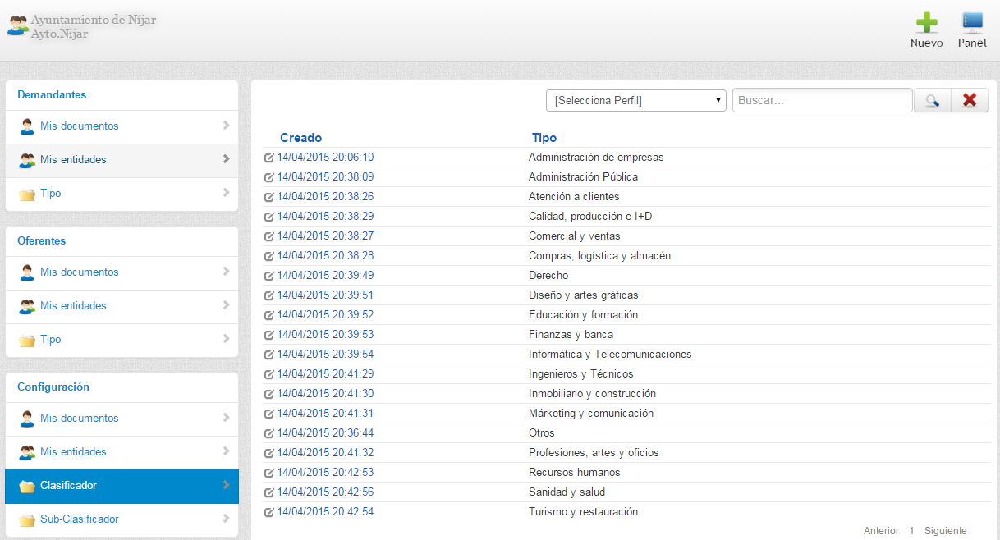 Ayuntamiento de Níjar
Ayto.Níjar
Nuevo
Panel
Demandantes
Mis documentos
Mis entidades
Tipo
Oferentes
Mis documentos
Mis entidades
Tipo
Configuración
Mis documentos
Mis entidades
Clasificador
Sub-Clasificador
[Selecciona Perfil]
Buscar...
Creado Tipo
14/04/2015 20:06:10 Administración de empresas
14/04/2015 20:38:09 Administración Pública
14/04/2015 20:38:26 Atención a clientes
14/04/2015 20:38:29 Calidad, producción e I+D
14/04/2015 20:38:27 Comercial y ventas
14/04/2015 20:38:28 Compras, logística y almacén
14/04/2015 20:39:49 Derecho
14/04/2015 20:39:51 Diseño y artes gráficas
14/04/2015 20:39:52 Educación y formación
14/04/2015 20:39:53 Finanzas y banca
14/04/2015 20:39:54 Informática y Telecomunicaciones
14/04/2015 20:41:29 Ingenieros y Técnicos
14/04/2015 20:41:30 Inmobiliario y construcción
14/04/2015 20:41:31 Márketing y comunicación
14/04/2015 20:36:44 Otros
14/04/2015 20:41:32 Profesiones, artes y oficios
14/04/2015 20:42:53 Recursos humanos
14/04/2015 20:42:56 Sanidad y salud
14/04/2015 20:42:54 Turismo y restauración
Anterior 1 Siguiente